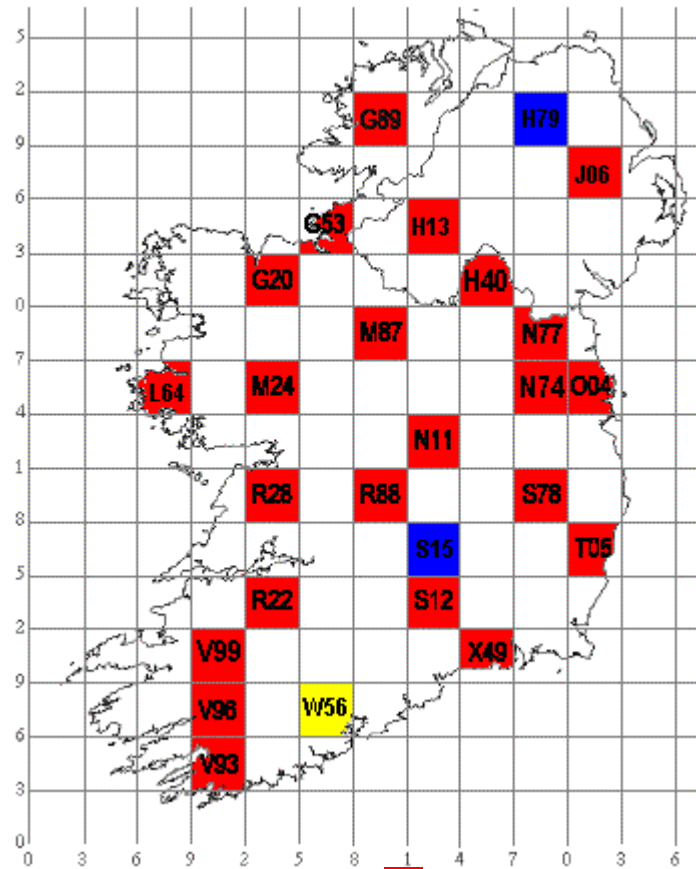 5
2
G89 H79
9
J06
6
G53 H13
3
G20 H40
0
M87 N77
7
L64 M24 N74 O04
4
N11
1
R28 R88 S78
8
S15 T05
5
R22 S12
2
V99 X49
9
V96 W56
6
V93
3
0
0 3 6 9 2 5 8 1 4 7 0 3 6